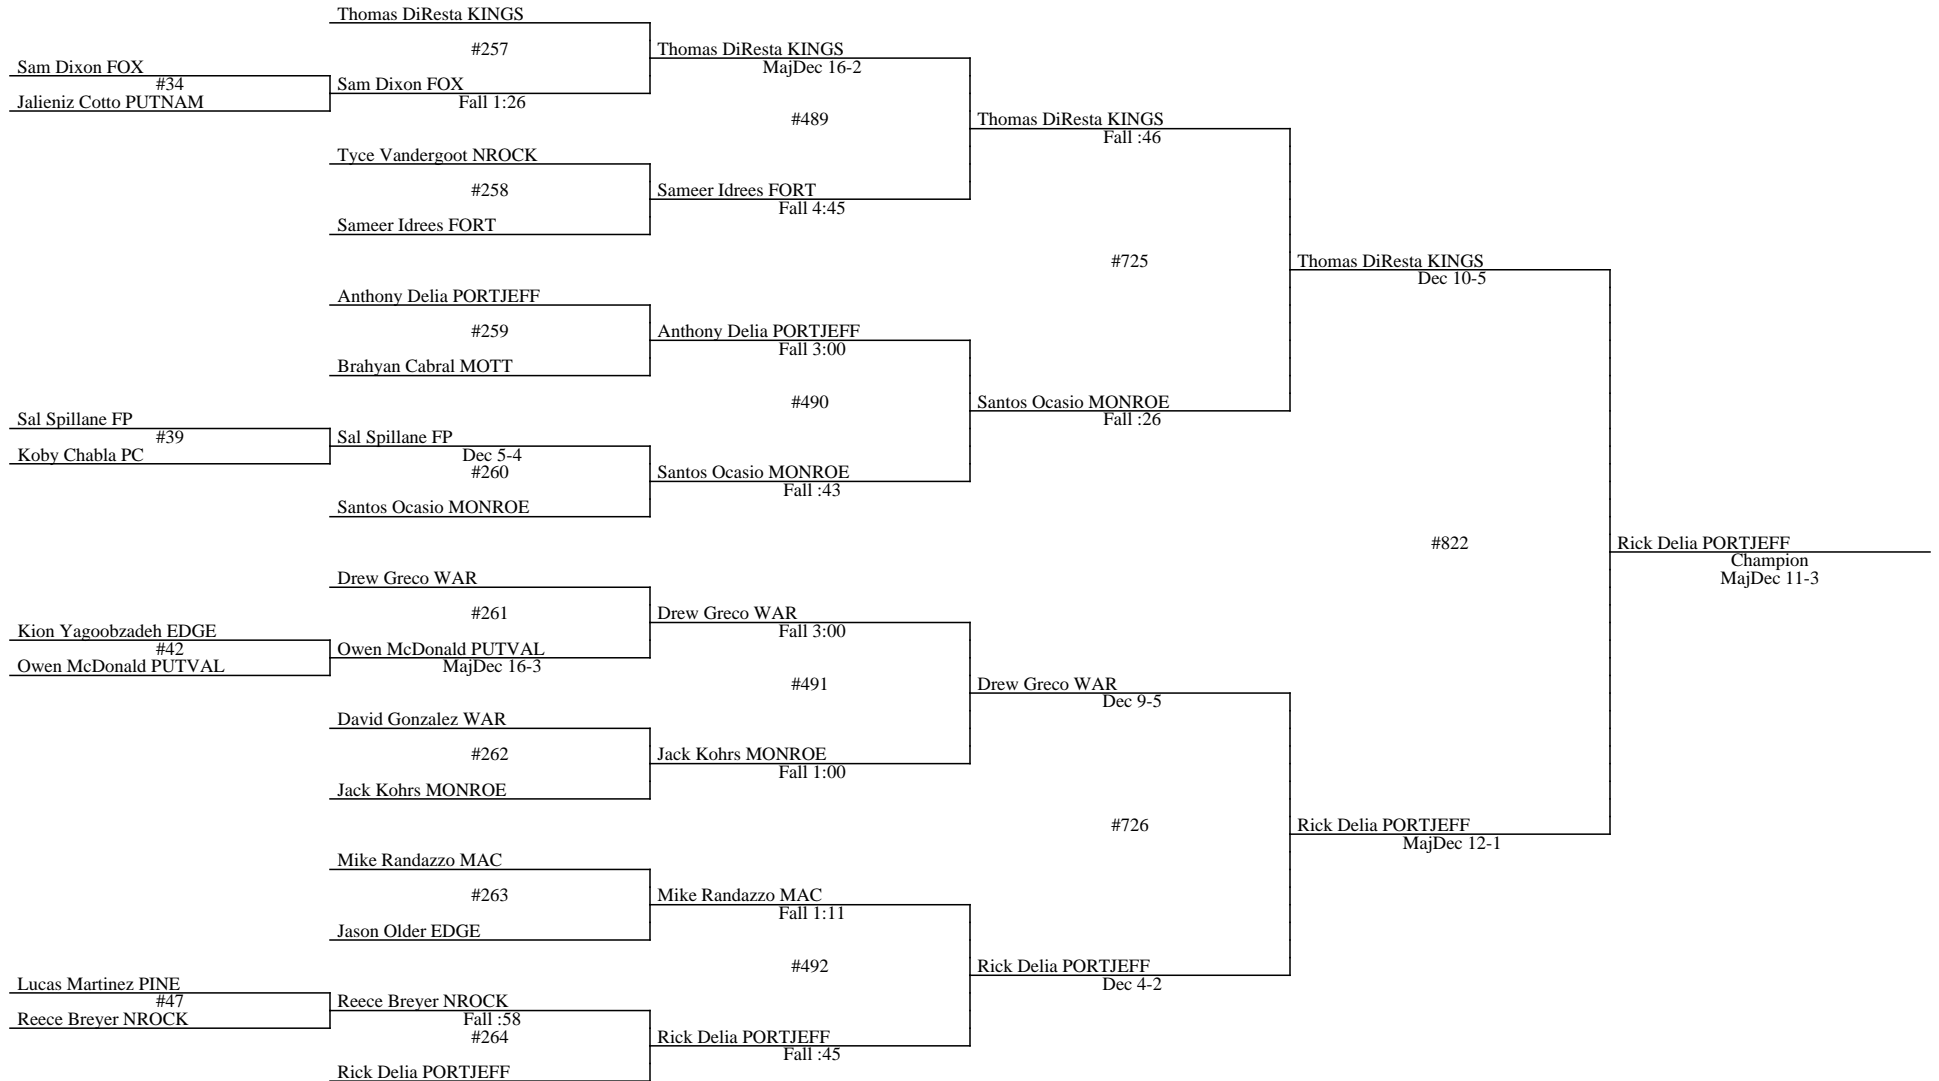 Thomas DiResta KINGS
#257
Thomas DiResta KINGS
Sam Dixon FOX
MajDec 16-2
#34
Sam Dixon FOX
Jalieniz Cotto PUTNAM
Fall 1:26
#489
Thomas DiResta KINGS
Fall :46
Tyce Vandergoot NROCK
#258
Sameer Idrees FORT
Fall 4:45
Sameer Idrees FORT
#725
Thomas DiResta KINGS
Dec 10-5
Anthony Delia PORTJEFF
#259
Anthony Delia PORTJEFF
Fall 3:00
Brahyan Cabral MOTT
#490
Santos Ocasio MONROE
Fall :26
Sal Spillane FP
#39
Sal Spillane FP
Koby Chabla PC
Dec 5-4
#260
Santos Ocasio MONROE
Fall :43
Santos Ocasio MONROE
#822
Rick Delia PORTJEFF
Champion
MajDec 11-3
Drew Greco WAR
#261
Drew Greco WAR
Kion Yagoobzadeh EDGE
Fall 3:00
#42
Owen McDonald PUTVAL
Owen McDonald PUTVAL
MajDec 16-3
#491
Drew Greco WAR
Dec 9-5
David Gonzalez WAR
#262
Jack Kohrs MONROE
Fall 1:00
Jack Kohrs MONROE
#726
Rick Delia PORTJEFF
MajDec 12-1
Mike Randazzo MAC
#263
Mike Randazzo MAC
Fall 1:11
Jason Older EDGE
#492
Rick Delia PORTJEFF
Dec 4-2
Lucas Martinez PINE
#47
Reece Breyer NROCK
Reece Breyer NROCK
Fall :58
#264
Rick Delia PORTJEFF
Fall :45
Rick Delia PORTJEFF